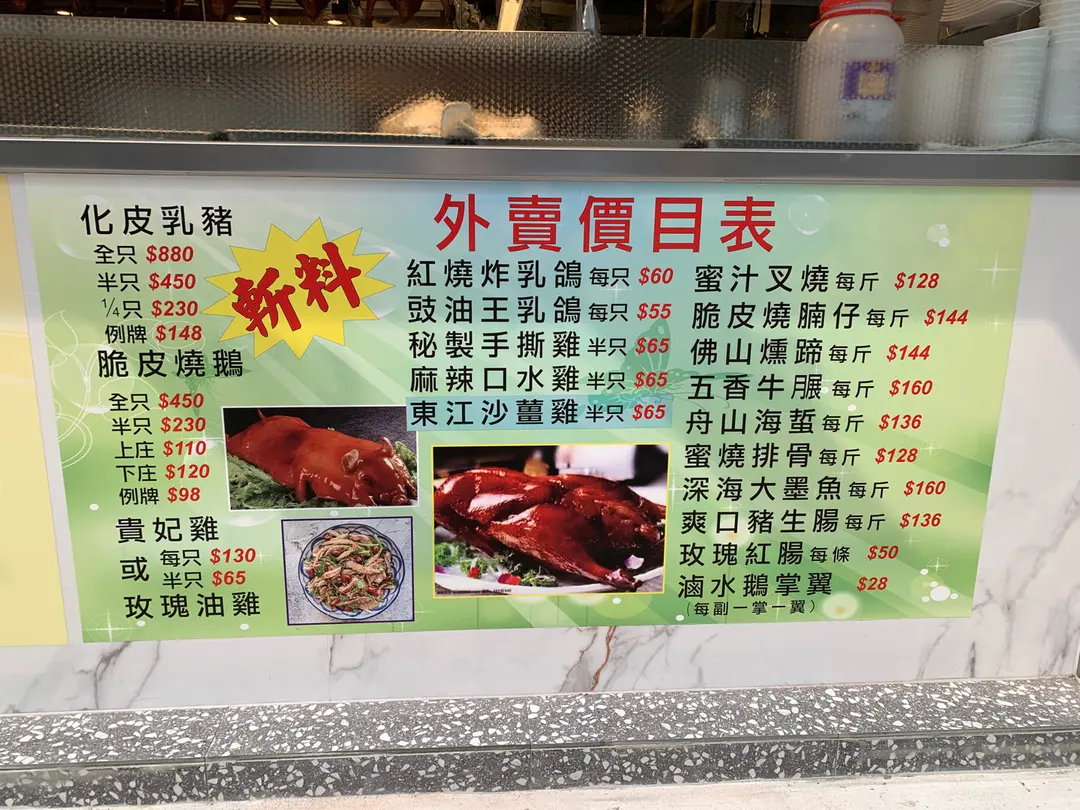 外賣價目表
化皮乳豬
全只 $880
半只 $450
¼只 $230
例牌 $148
斬料
脆皮燒鵝
全只 $450
半只 $230
上庄 $110
下庄 $120
例牌 $98
貴妃雞
或 每只 $130
半只 $65
玫瑰油雞
紅燒炸乳鴿每只 $60
豉油王乳鴿每只 $55
秘製手撕雞半只 $65
麻辣口水雞半只 $65
東江沙薑雞半只 $65
蜜汁叉燒每斤 $128
脆皮燒腩仔每斤 $144
佛山燻蹄每斤 $144
五香牛𦟌每斤 $160
舟山海蜇每斤 $136
蜜燒排骨每斤 $128
深海大墨魚每斤 $160
爽口豬生腸每斤 $136
玫瑰紅腸每條 $50
滷水鵝掌翼 $28
（每副一掌一翼）